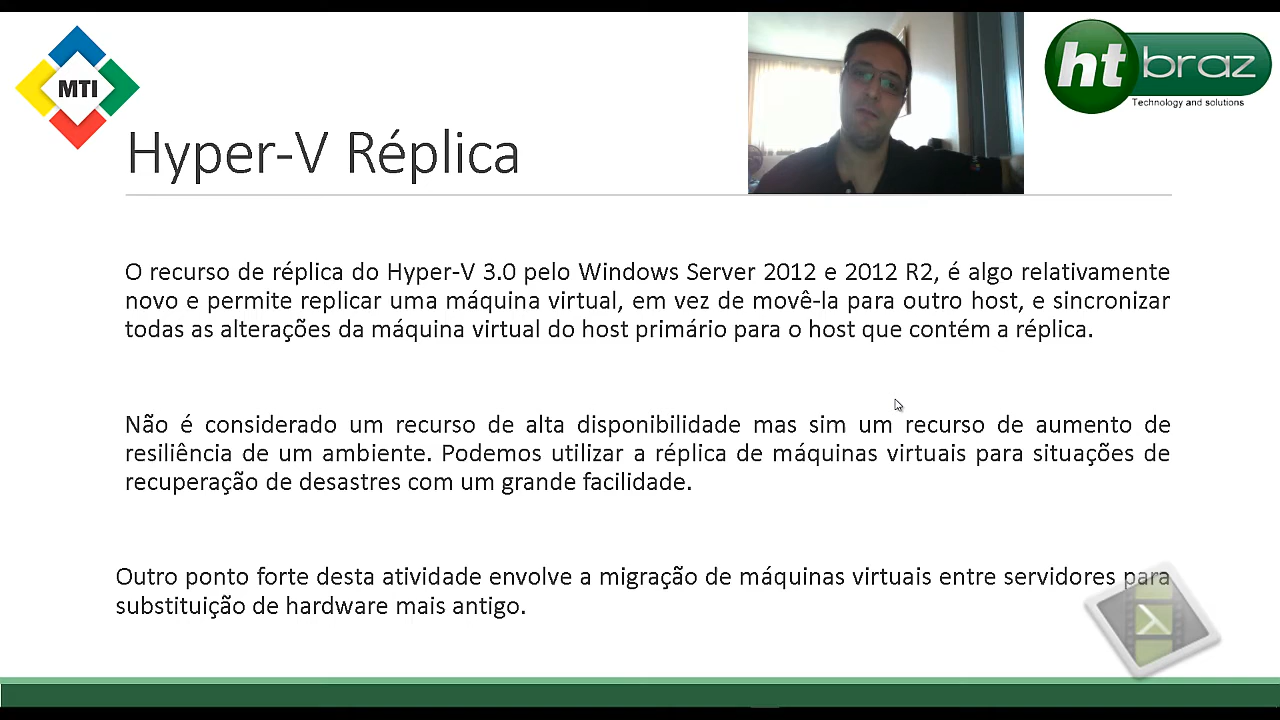 MTI
ht braz
Technology and solutions
Hyper-V Réplica
O recurso de réplica do Hyper-V 3.0 pelo Windows Server 2012 e 2012 R2, é algo relativamente
novo e permite replicar uma máquina virtual, em vez de movê-la para outro host, e sincronizar
todas as alterações da máquina virtual do host primário para o host que contém a réplica.
Não é considerado um recurso de alta disponibilidade mas sim um recurso de aumento de
resiliência de um ambiente. Podemos utilizar a réplica de máquinas virtuais para situações de
recuperação de desastres com um grande facilidade.
Outro ponto forte desta atividade envolve a migração de máquinas virtuais entre servidores para
substituição de hardware mais antigo.